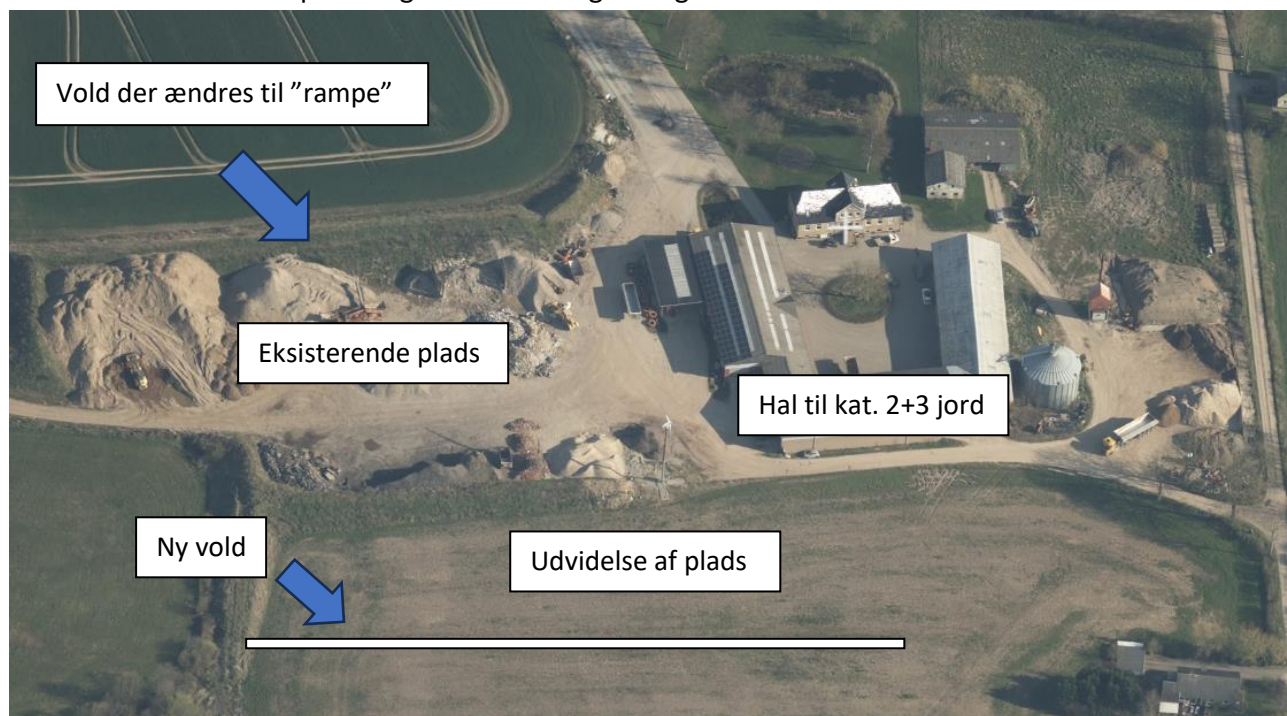 Vold der ændres til ”rampe”
Eksisterende plads
Hal til kat. 2+3 jord
Ny vold
Udvidelse af plads